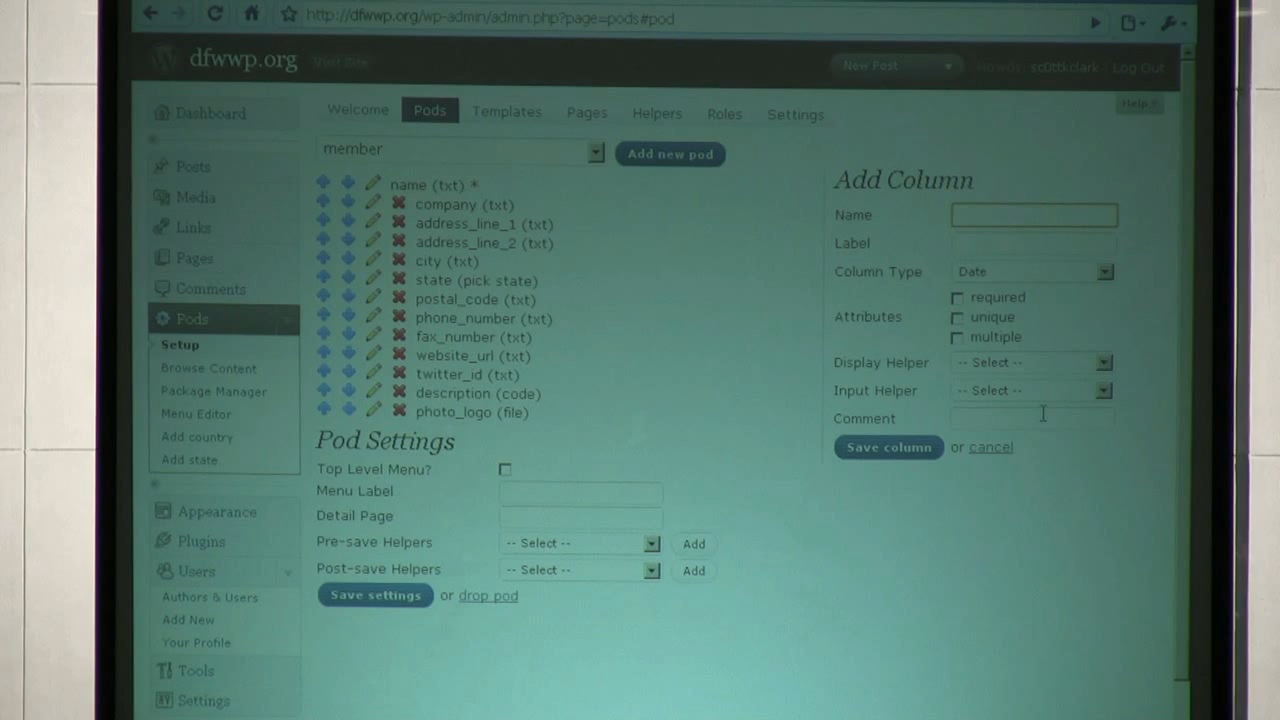 http://dfwwp.org/wp-admin/admin.php?page=pods#pod
dfwwp.org
Visit Site
New Post
Howdy, sc0ttkclark | Log Out
Help
Dashboard
Posts
Media
Links
Pages
Comments
Pods
Setup
Browse Content
Package Manager
Menu Editor
Add country
Add state
Appearance
Plugins
Users
Authors & Users
Add New
Your Profile
Tools
Settings
Welcome
Pods
Templates
Pages
Helpers
Roles
Settings
member
Add new pod
name (txt) *
company (txt)
address_line_1 (txt)
address_line_2 (txt)
city (txt)
state (pick state)
postal_code (txt)
phone_number (txt)
fax_number (txt)
website_url (txt)
twitter_id (txt)
description (code)
photo_logo (file)
Pod Settings
Top Level Menu?
Menu Label
Detail Page
Pre-save Helpers -- Select -- Add
Post-save Helpers -- Select -- Add
Save settings or drop pod
Add Column
Name
Label
Column Type Date
Attributes
required
unique
multiple
Display Helper -- Select --
Input Helper -- Select --
Comment
Save column or cancel